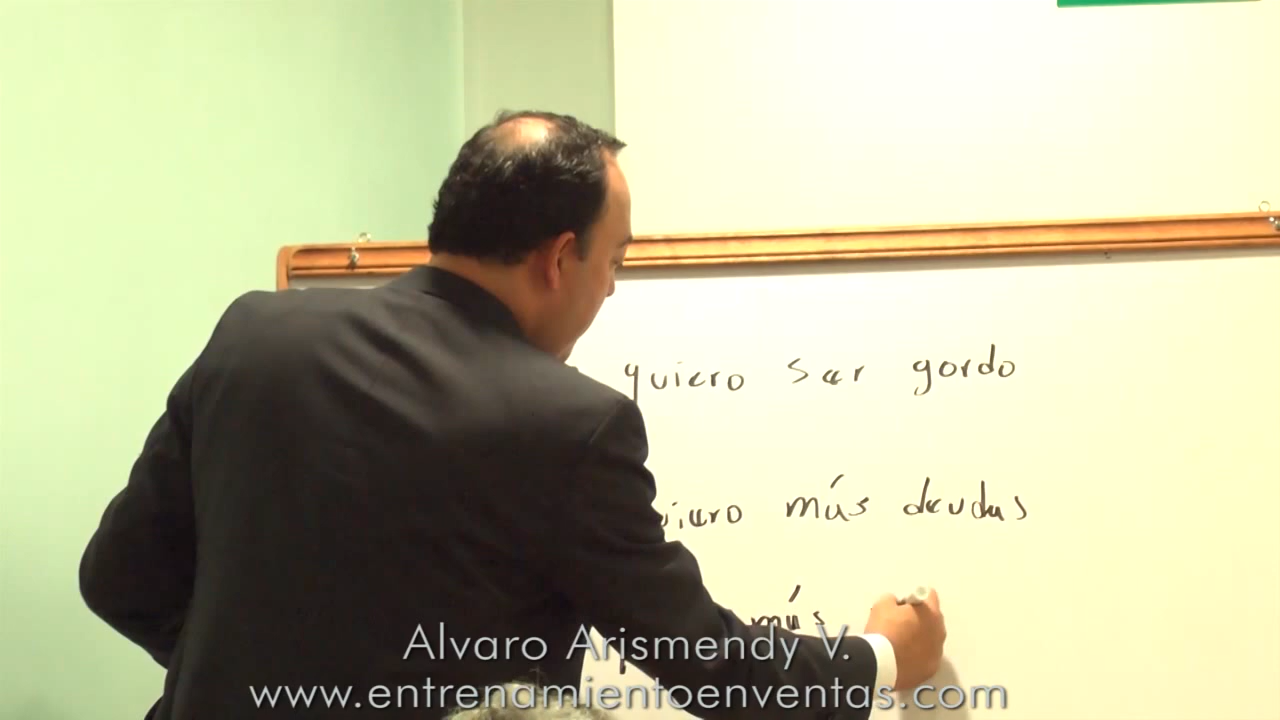 quiero ser gordo
más deudas
más
Alvaro Arismendy V.
www.entrenamientoenventas.com